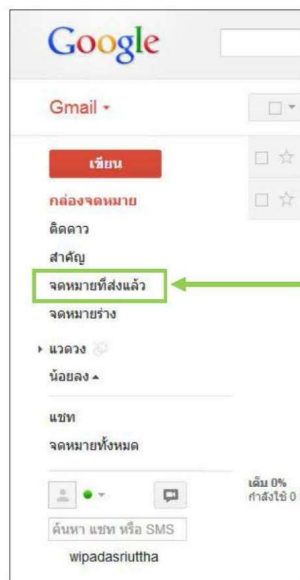 Google
Gmail
เขียน
กล่องจดหมาย
ติดดาว
สำคัญ
จดหมายที่ส่งแล้ว
จดหมายร่าง
แวดวง
น้อยลง
แชท
จดหมายทั้งหมด
เต็ม 0%
กำลังใช้ 0
ค้นหา แชท หรือ SMS
wipadasriuttha